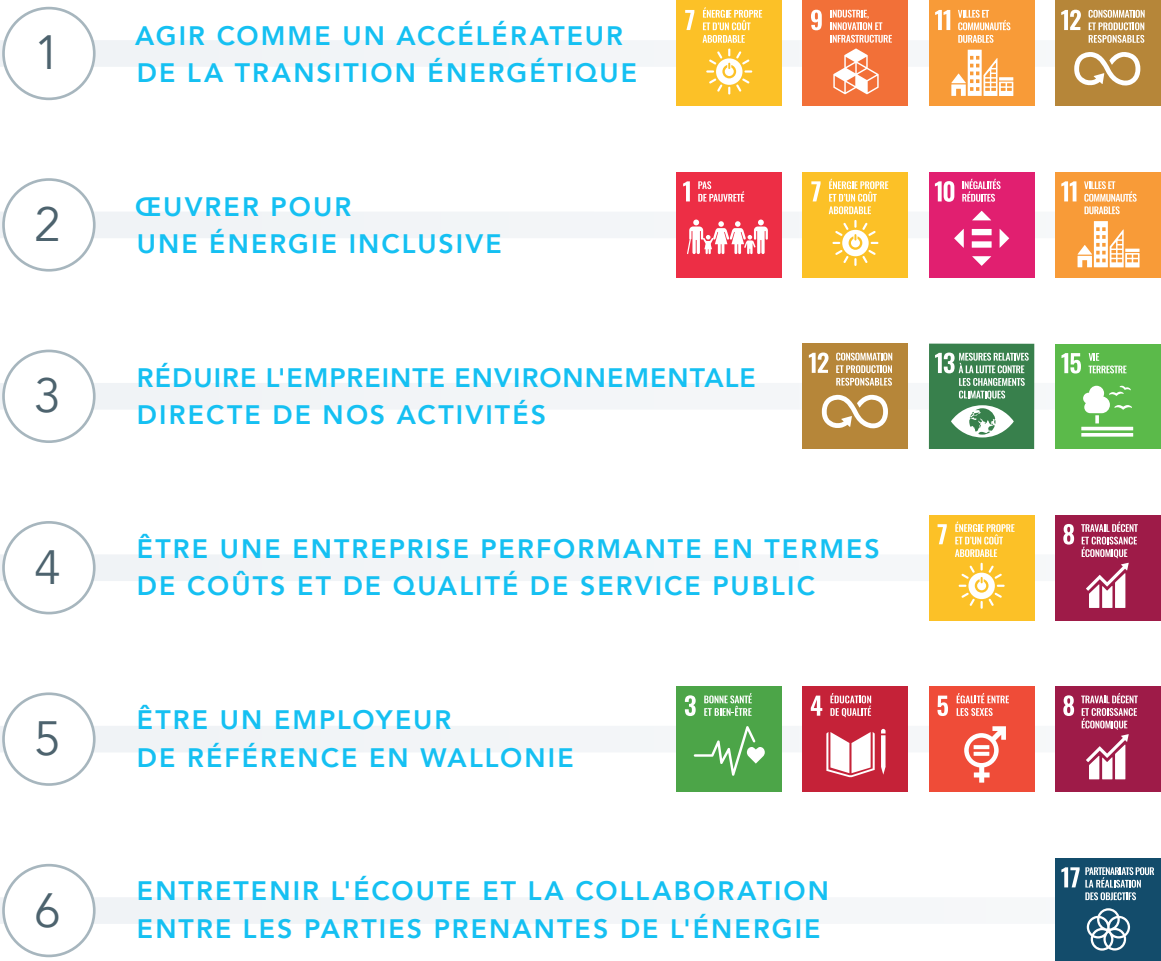 1
AGIR COMME UN ACCÉLÉRATEUR
DE LA TRANSITION ÉNERGÉTIQUE
7 ÉNERGIE PROPRE
ET D'UN COÛT
ABORDABLE
9 INDUSTRIE,
INNOVATION ET
INFRASTRUCTURE
11 VILLES ET
COMMUNAUTÉS
DURABLES
12 CONSOMMATION
ET PRODUCTION
RESPONSABLES
2
ŒUVRER POUR
UNE ÉNERGIE INCLUSIVE
1 PAS
DE PAUVRETÉ
7 ÉNERGIE PROPRE
ET D'UN COÛT
ABORDABLE
10 INÉGALITÉS
RÉDUITES
11 VILLES ET
COMMUNAUTÉS
DURABLES
3
RÉDUIRE L'EMPREINTE ENVIRONNEMENTALE
DIRECTE DE NOS ACTIVITÉS
12 CONSOMMATION
ET PRODUCTION
RESPONSABLES
13 MESURES RELATIVES
À LA LUTTE CONTRE
LES CHANGEMENTS
CLIMATIQUES
15 VIE
TERRESTRE
4
ÊTRE UNE ENTREPRISE PERFORMANTE EN TERMES
DE COÛTS ET DE QUALITÉ DE SERVICE PUBLIC
7 ÉNERGIE PROPRE
ET D'UN COÛT
ABORDABLE
8 TRAVAIL DÉCENT
ET CROISSANCE
ÉCONOMIQUE
5
ÊTRE UN EMPLOYEUR
DE RÉFÉRENCE EN WALLONIE
3 BONNE SANTÉ
ET BIEN-ÊTRE
4 ÉDUCATION
DE QUALITÉ
5 ÉGALITÉ ENTRE
LES SEXES
8 TRAVAIL DÉCENT
ET CROISSANCE
ÉCONOMIQUE
6
ENTRETENIR L'ÉCOUTE ET LA COLLABORATION
ENTRE LES PARTIES PRENANTES DE L'ÉNERGIE
17 PARTENARIATS POUR
LA RÉALISATION
DES OBJECTIFS